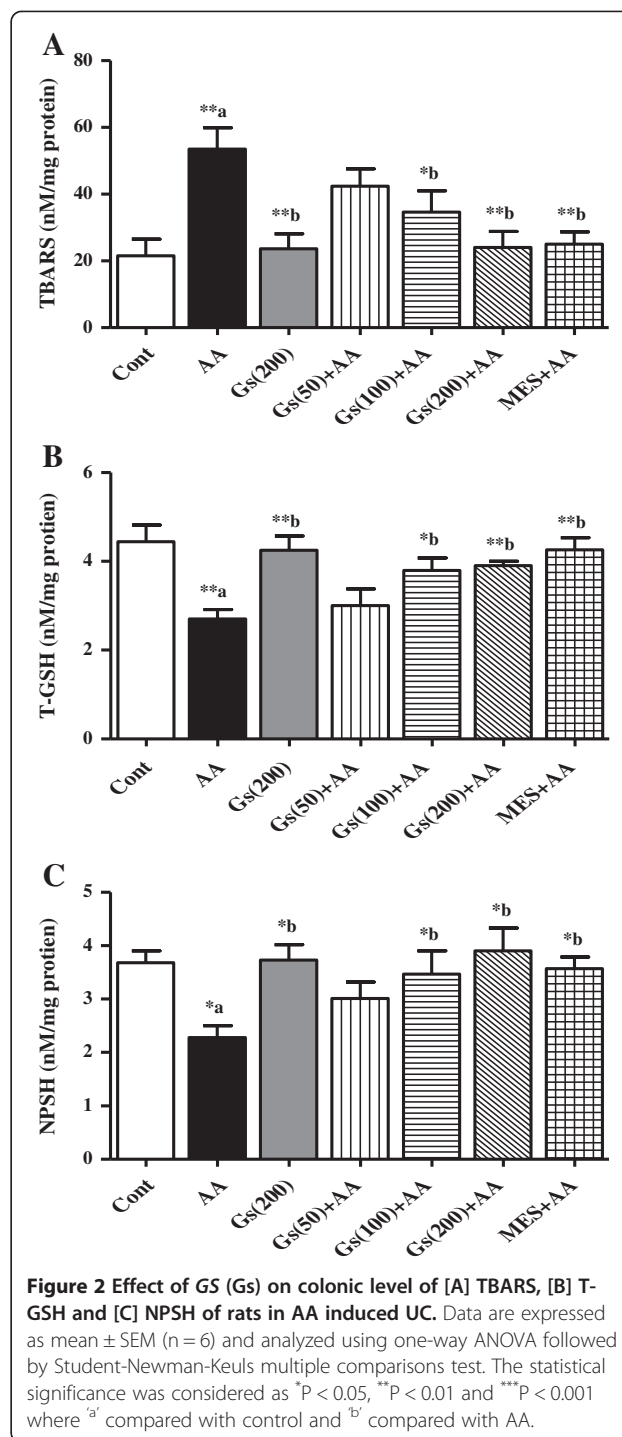 A
TBARS (nM/mg protein)
80
60
40
20
0
**a
**b
*b
**b
**b
Cont
AA
Gs(200)
Gs(50)+AA
Gs(100)+AA
Gs(200)+AA
MES+AA
B
T-GSH (nM/mg protien)
6
4
2
0
**a
**b
*b
**b
**b
Cont
AA
Gs(200)
Gs(50)+AA
Gs(100)+AA
Gs(200)+AA
MES+AA
C
NPSH (nM/mg protien)
5
4
3
2
1
0
*a
*b
*b
*b
*b
Cont
AA
Gs(200)
Gs(50)+AA
Gs(100)+AA
Gs(200)+AA
MES+AA
Figure 2 Effect of GS (Gs) on colonic level of [A] TBARS, [B] T-
GSH and [C] NPSH of rats in AA induced UC. Data are expressed
as mean ± SEM (n = 6) and analyzed using one-way ANOVA followed
by Student-Newman-Keuls multiple comparisons test. The statistical
significance was considered as *P < 0.05, **P < 0.01 and ***P < 0.001
where 'a' compared with control and 'b' compared with AA.